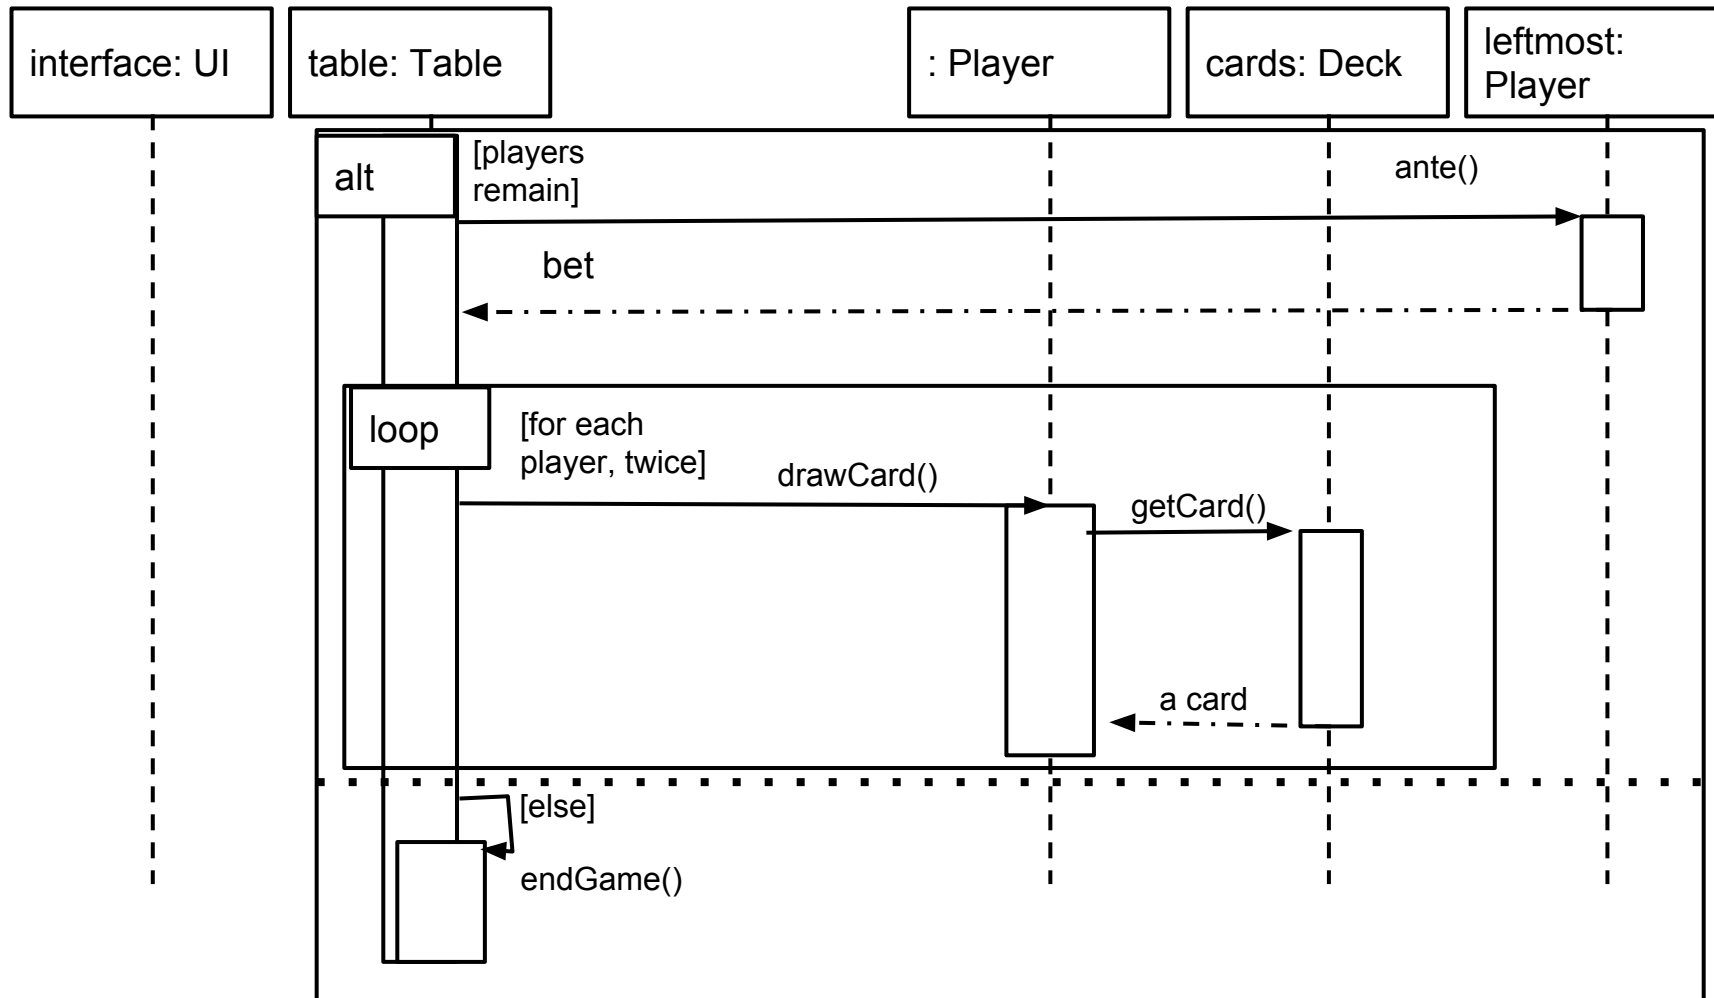 interface: UI
table: Table
: Player
cards: Deck
leftmost:
Player
alt
[players
remain]
ante()
bet
loop
[for each
player, twice]
drawCard()
getCard()
a card
[else]
endGame()